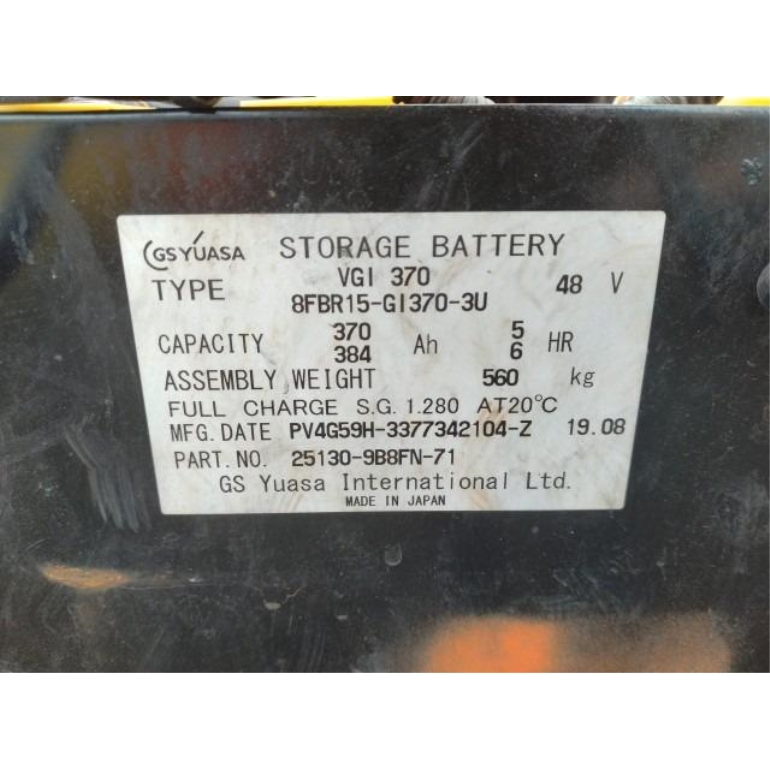 GS YUASA STORAGE BATTERY
TYPE VGI 370 48 V
8FBR15-GI370-3U
CAPACITY 370 Ah 5 HR
384 6
ASSEMBLY WEIGHT 560 kg
FULL CHARGE S.G. 1.280 AT20°C
MFG. DATE PV4G59H-3377342104-Z 19.08
PART. NO. 25130-9B8FN-71
GS Yuasa International Ltd.
MADE IN JAPAN